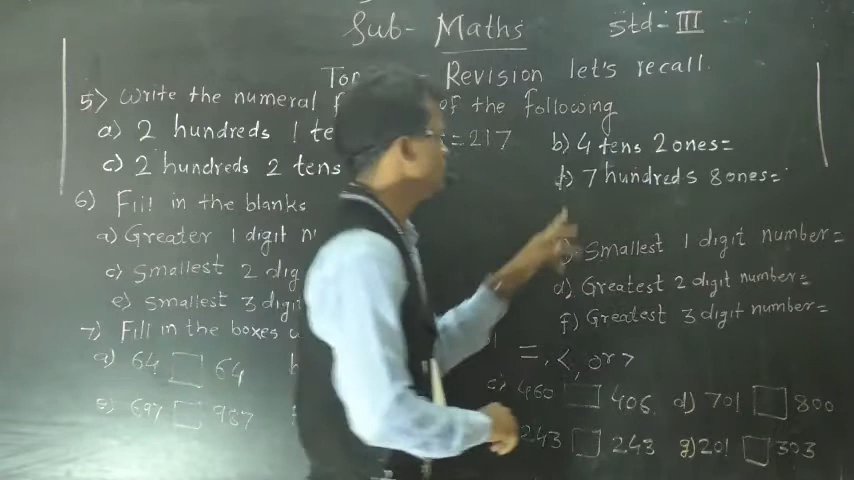 Sub- Maths Std- III
Revision let's recall.
5) Write the numeral of the following
a) 2 hundreds 1 = 217 b) 4 tens 2 ones=
c) 2 hundreds 2 tens 7 hundreds 8 ones=
6) Fill in the blanks
a) Greater 1 digit Smallest 1 digit number=
c) Smallest 2 d) Greatest 2 digit number=
e) Smallest 3 f) Greatest 3 digit number=
7) Fill in the boxes =, <, or >
a) 64 64 c) 460 406 d) 701 800
e) 697 987 243 243 g) 201 303